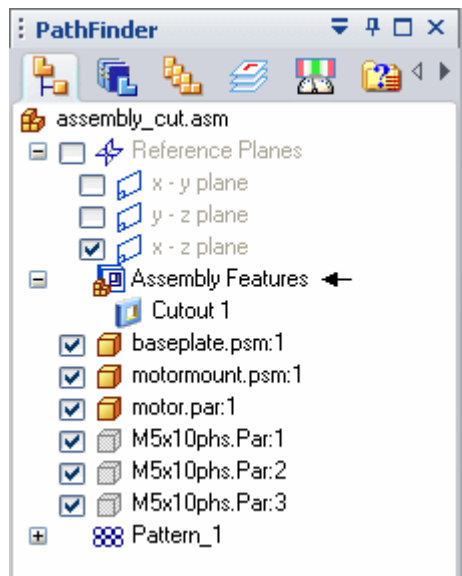 PathFinder
assembly_cut.asm
Reference Planes
x - y plane
y - z plane
x - z plane
Assembly Features
Cutout 1
baseplate.psm:1
motormount.psm:1
motor.par:1
M5x10phs.Par:1
M5x10phs.Par:2
M5x10phs.Par:3
Pattern_1